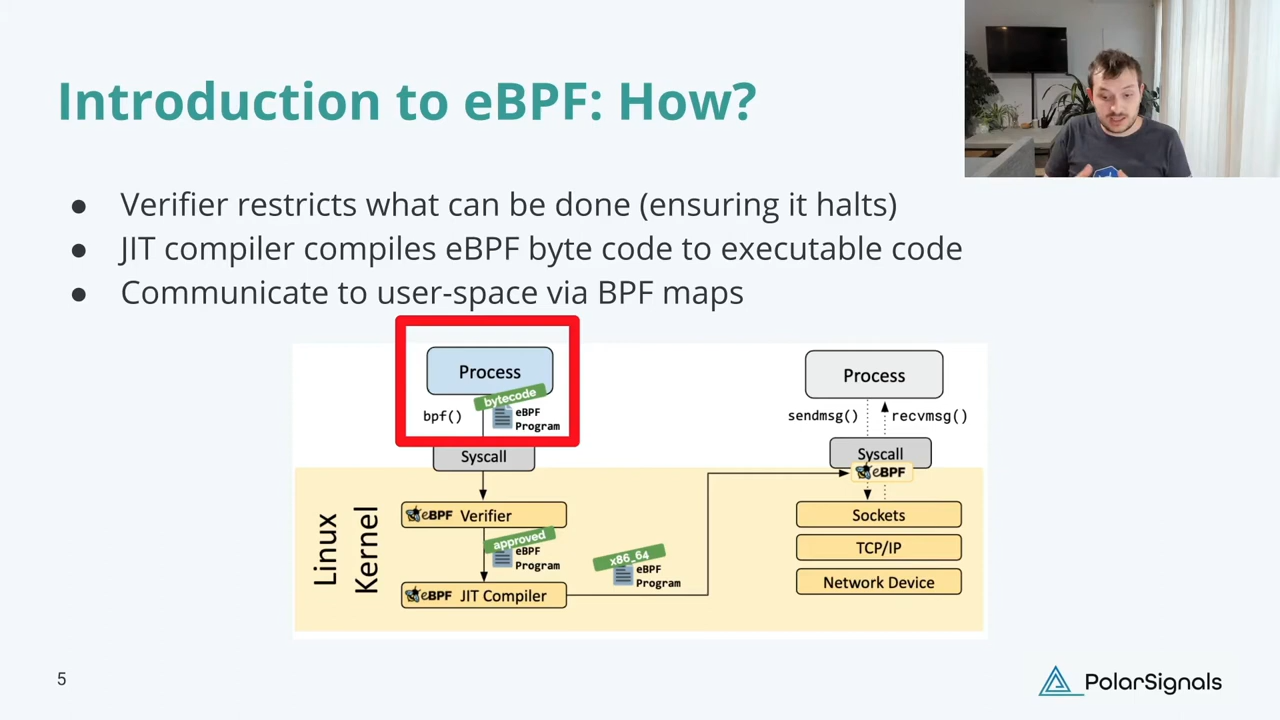 Introduction to eBPF: How?
● Verifier restricts what can be done (ensuring it halts)
● JIT compiler compiles eBPF byte code to executable code
● Communicate to user-space via BPF maps
Process
bytecode
bpf()
eBPF
Program
Syscall
Linux
Kernel
eBPF Verifier
approved
eBPF
Program
eBPF JIT Compiler
x86_64
eBPF
Program
Process
sendmsg()
recvmsg()
Syscall
eBPF
Sockets
TCP/IP
Network Device
5
PolarSignals